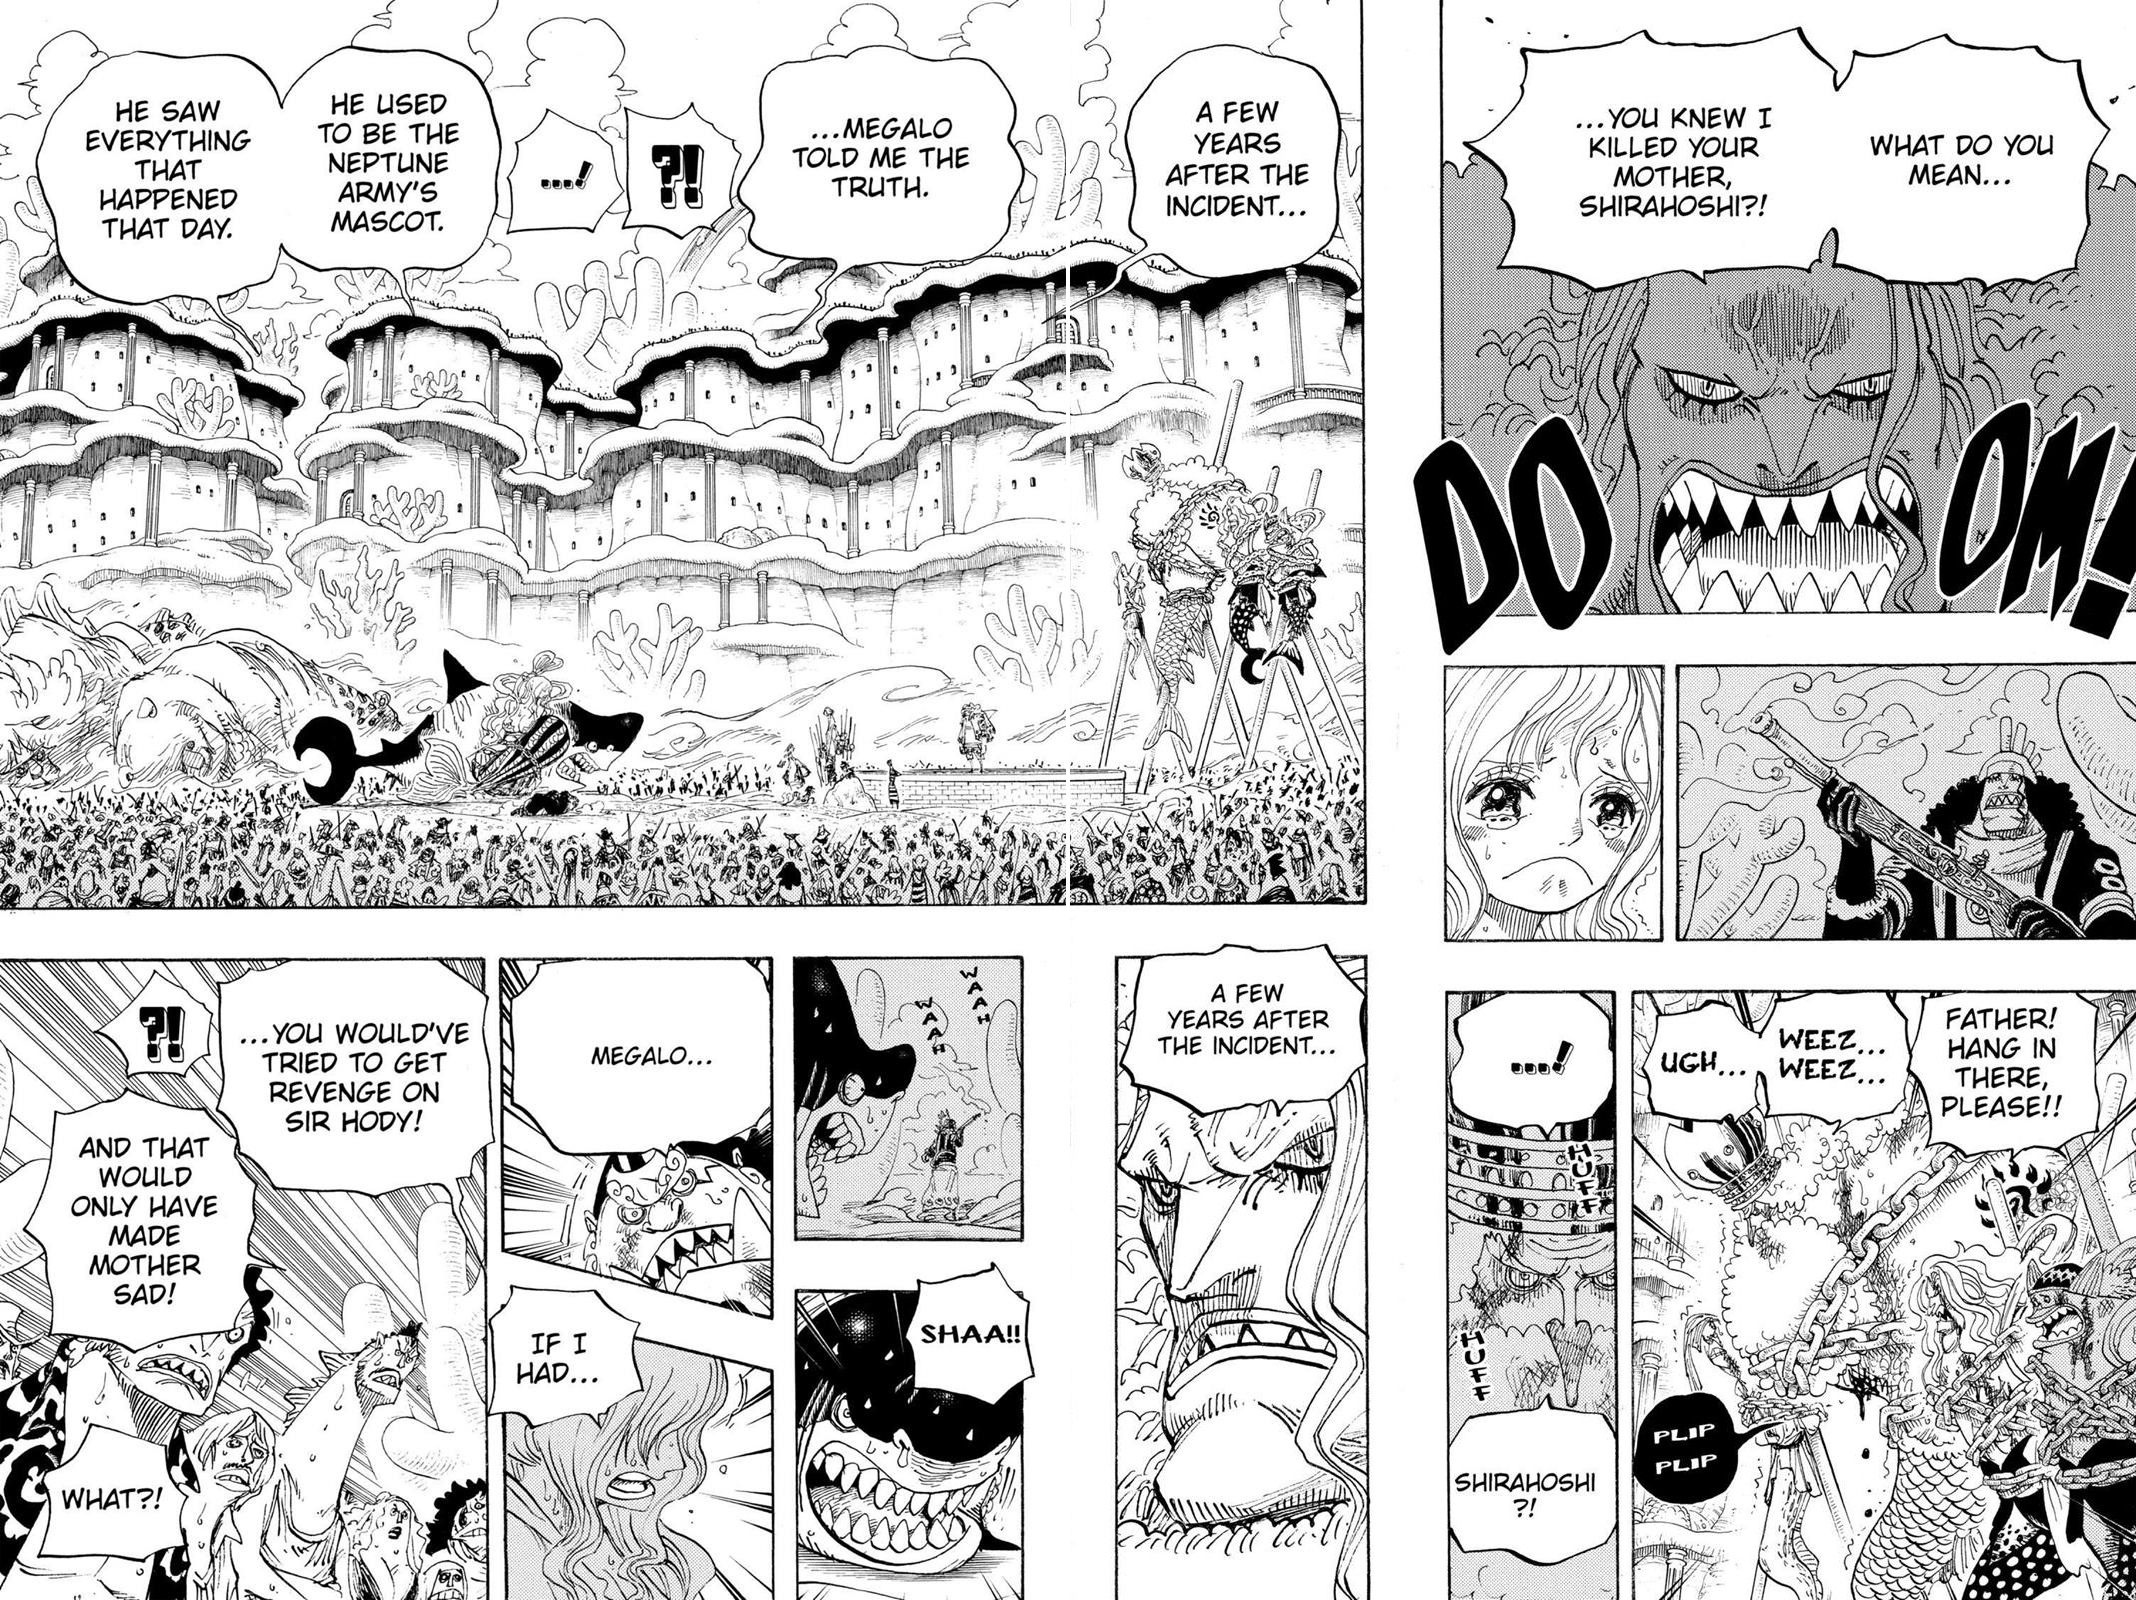 WHAT DO YOU
MEAN...
...YOU KNEW I
KILLED YOUR
MOTHER,
SHIRAHOSHI?!
DOOM!
FATHER!
HANG IN
THERE,
PLEASE!!
WEEZ...
WEEZ...
UGH...
PLIP
PLIP
....!
HUFF
HUFF
SHIRAHOSHI
?!
A FEW
YEARS
AFTER THE
INCIDENT...
...MEGALO
TOLD ME THE
TRUTH.
?!
....!
HE USED
TO BE THE
NEPTUNE
ARMY'S
MASCOT.
HE SAW
EVERYTHING
THAT
HAPPENED
THAT DAY.
A FEW
YEARS AFTER
THE INCIDENT...
WAAH
WAAH
SHAA!!
MEGALO...
IF I
HAD...
...YOU WOULD'VE
TRIED TO GET
REVENGE ON
SIR HODY!
?!
AND THAT
WOULD
ONLY HAVE
MADE
MOTHER
SAD!
WHAT?!